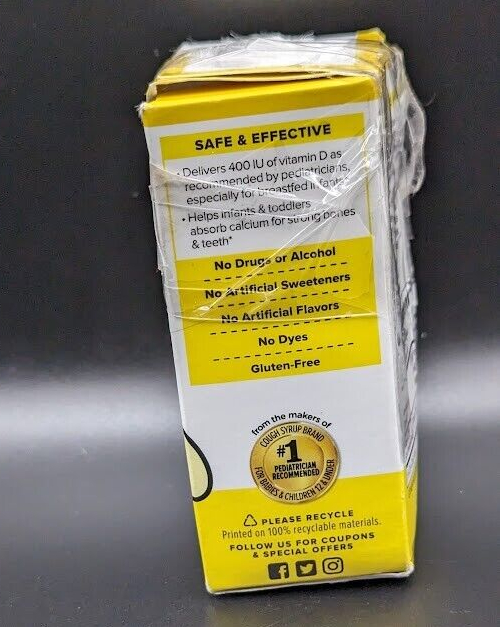 SAFE & EFFECTIVE
• Delivers 400 IU of vitamin D as
recommended by pediatricians,
especially for breastfed infants*
• Helps infants & toddlers
absorb calcium for strong bones
& teeth*
No Drugs or Alcohol
No Artificial Sweeteners
No Artificial Flavors
No Dyes
Gluten-Free
from the makers of
COUGH SYRUP BRAND
#1
PEDIATRICIAN
RECOMMENDED
FOR BABIES & CHILDREN 12 & UNDER
PLEASE RECYCLE
Printed on 100% recyclable materials.
FOLLOW US FOR COUPONS
& SPECIAL OFFERS